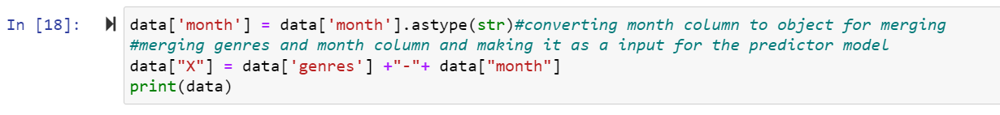 In [18]: data['month'] = data['month'].astype(str)#converting month column to object for merging
#merging genres and month column and making it as a input for the predictor model
data["X"] = data['genres'] +"-"+ data["month"]
print(data)